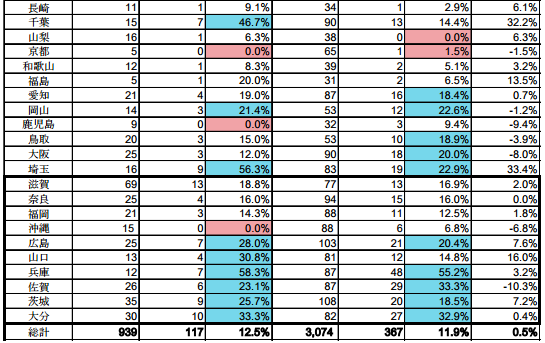 長崎 11 1 9.1% 34 1 2.9% 6.1%
千葉 15 7 46.7% 90 13 14.4% 32.2%
山梨 16 1 6.3% 38 0 0.0% 6.3%
京都 5 0 0.0% 65 1 1.5% -1.5%
和歌山 12 1 8.3% 39 2 5.1% 3.2%
福島 5 1 20.0% 31 2 6.5% 13.5%
愛知 21 4 19.0% 87 16 18.4% 0.7%
岡山 14 3 21.4% 53 12 22.6% -1.2%
鹿児島 9 0 0.0% 32 3 9.4% -9.4%
鳥取 20 3 15.0% 53 10 18.9% -3.9%
大阪 25 3 12.0% 90 18 20.0% -8.0%
埼玉 16 9 56.3% 83 19 22.9% 33.4%
滋賀 69 13 18.8% 77 13 16.9% 2.0%
奈良 25 4 16.0% 94 15 16.0% 0.0%
福岡 21 3 14.3% 88 11 12.5% 1.8%
沖縄 15 0 0.0% 88 6 6.8% -6.8%
広島 25 7 28.0% 103 21 20.4% 7.6%
山口 13 4 30.8% 81 12 14.8% 16.0%
兵庫 12 7 58.3% 87 48 55.2% 3.2%
佐賀 26 6 23.1% 87 29 33.3% -10.3%
茨城 35 9 25.7% 108 20 18.5% 7.2%
大分 30 10 33.3% 82 27 32.9% 0.4%
総計 939 117 12.5% 3,074 367 11.9% 0.5%